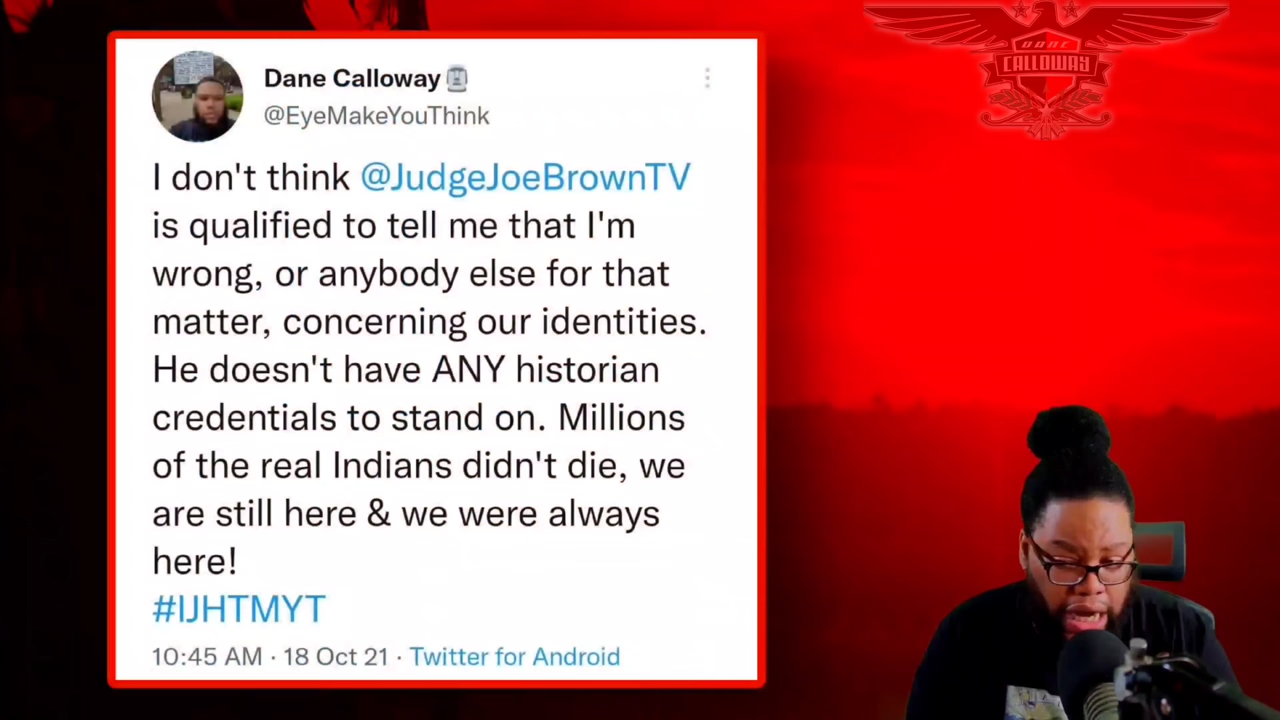 DANE
CALLOWAY
Dane Calloway
@EyeMakeYouThink
I don't think @JudgeJoeBrownTV
is qualified to tell me that I'm
wrong, or anybody else for that
matter, concerning our identities.
He doesn't have ANY historian
credentials to stand on. Millions
of the real Indians didn't die, we
are still here & we were always
here!
#IJHTMYT
10:45 AM · 18 Oct 21 · Twitter for Android